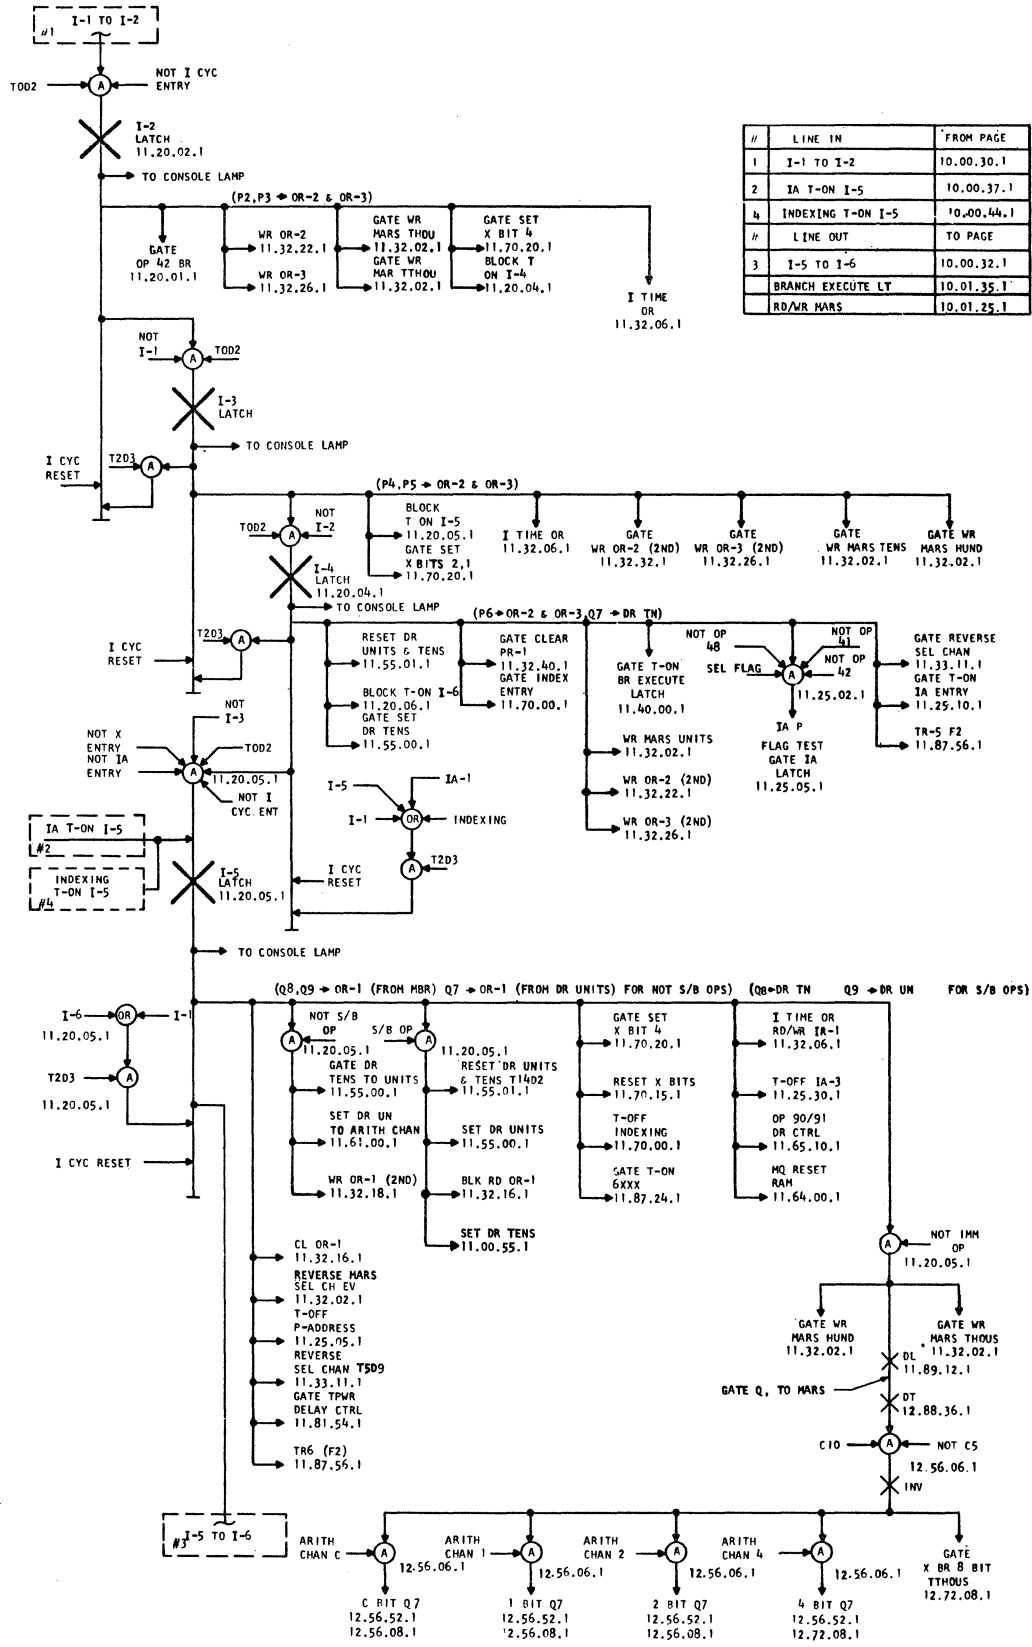 I-1 TO I-2
#1
TOD2
NOT I CYC
ENTRY
I-2
LATCH
11.20.02.1
TO CONSOLE LAMP
(P2,P3 → OR-2 & OR-3)
GATE
OP 42 BR
11.20.01.1
WR OR-2
11.32.22.1
WR OR-3
11.32.26.1
GATE WR
MARS THOU
11.32.02.1
GATE WR
MAR TTHOU
11.32.02.1
GATE SET
X BIT 4
11.70.20.1
BLOCK T
ON I-4
11.20.04.1
I TIME
OR
11.32.06.1
# LINE IN FROM PAGE
1 I-1 TO I-2 10.00.30.1
2 IA T-ON I-5 10.00.37.1
4 INDEXING T-ON I-5 10.00.44.1
# LINE OUT TO PAGE
3 I-5 TO I-6 10.00.32.1
BRANCH EXECUTE LT 10.01.35.1
RD/WR MARS 10.01.25.1
NOT
I-1
A
TOD2
I-3
LATCH
TO CONSOLE LAMP
I CYC
RESET
T2D3
A
(P4,P5 → OR-2 & OR-3)
TOD2
A
NOT
I-2
I-4
LATCH
11.20.04.1
TO CONSOLE LAMP
BLOCK
T ON I-5
11.20.05.1
GATE SET
X BITS 2,1
11.70.20.1
I TIME OR
11.32.06.1
GATE
WR OR-2 (2ND)
11.32.32.1
GATE
WR OR-3 (2ND)
11.32.26.1
GATE
WR MARS TENS
11.32.02.1
GATE WR
MARS HUND
11.32.02.1
I CYC
RESET
T2D3
A
(P6→OR-2 & OR-3,Q7 → DR TN)
RESET DR
UNITS & TENS
11.55.01.1
BLOCK T-ON I-6
11.20.06.1
GATE SET
DR TENS
11.55.00.1
GATE CLEAR
PR-1
11.32.40.1
GATE INDEX
ENTRY
11.70.00.1
GATE T-ON
BR EXECUTE
LATCH
11.40.00.1
WR MARS UNITS
11.32.02.1
WR OR-2 (2ND)
11.32.22.1
WR OR-3 (2ND)
11.32.26.1
NOT OP
48
NOT OP
41
NOT OP
42
SEL FLAG
A
11.25.02.1
IA P
FLAG TEST
GATE IA
LATCH
11.25.05.1
GATE REVERSE
SEL CHAN
11.33.11.1
GATE T-ON
IA ENTRY
11.25.10.1
TR-5 F2
11.87.56.1
NOT
I-3
NOT X
ENTRY
NOT IA
ENTRY
TOD2
A
11.20.05.1
NOT I
CYC ENT
IA T-ON I-5
#2
INDEXING
T-ON I-5
#4
I-5
LATCH
11.20.05.1
IA-1
I-5
I-1
OR
INDEXING
A
T2D3
I CYC
RESET
TO CONSOLE LAMP
(Q8,Q9 → OR-1 (FROM MBR) Q7 → OR-1 (FROM DR UNITS) FOR NOT S/B OPS) (Q8→DR TN Q9 → DR UN FOR S/B OPS)
I-6
OR
I-1
11.20.05.1
T2D3
A
11.20.05.1
I CYC RESET
NOT S/B
OP
A
11.20.05.1
GATE DR
TENS TO UNITS
11.55.00.1
SET DR UN
TO ARITH CHAN
11.61.00.1
WR OR-1 (2ND)
11.32.18.1
S/B OP
A
11.20.05.1
RESET DR UNITS
& TENS T14D2
11.55.01.1
SET DR UNITS
11.55.00.1
BLK RD OR-1
11.32.16.1
SET DR TENS
11.00.55.1
GATE SET
X BIT 4
11.70.20.1
RESET X BITS
11.70.15.1
T-OFF
INDEXING
11.70.00.1
GATE T-ON
6XXX
11.87.24.1
I TIME OR
RD/WR IR-1
11.32.06.1
T-OFF IA-3
11.25.30.1
OP 90/91
DR CTRL
11.65.10.1
MQ RESET
RAM
11.64.00.1
CL OR-1
11.32.16.1
REVERSE MARS
SEL CH EV
11.32.02.1
T-OFF
P-ADDRESS
11.25.05.1
REVERSE
SEL CHAN T5D9
11.33.11.1
GATE TPWR
DELAY CTRL
11.81.54.1
TR6 (F2)
11.87.56.1
A
NOT IMM
OP
11.20.05.1
GATE WR
MARS HUND
11.32.02.1
GATE WR
MARS THOUS
11.32.02.1
DL
11.89.12.1
GATE Q, TO MARS
DT
12.88.36.1
C10
A
NOT C5
12.56.06.1
INV
#3 I-5 TO I-6
ARITH
CHAN C
A
12.56.06.1
ARITH
CHAN 1
A
12.56.06.1
ARITH
CHAN 2
A
12.56.06.1
ARITH
CHAN 4
A
12.56.06.1
GATE
X BR 8 BIT
TTHOUS
12.72.08.1
C BIT Q7
12.56.52.1
12.56.08.1
1 BIT Q7
12.56.52.1
12.56.08.1
2 BIT Q7
12.56.52.1
12.56.08.1
4 BIT Q7
12.56.52.1
12.72.08.1